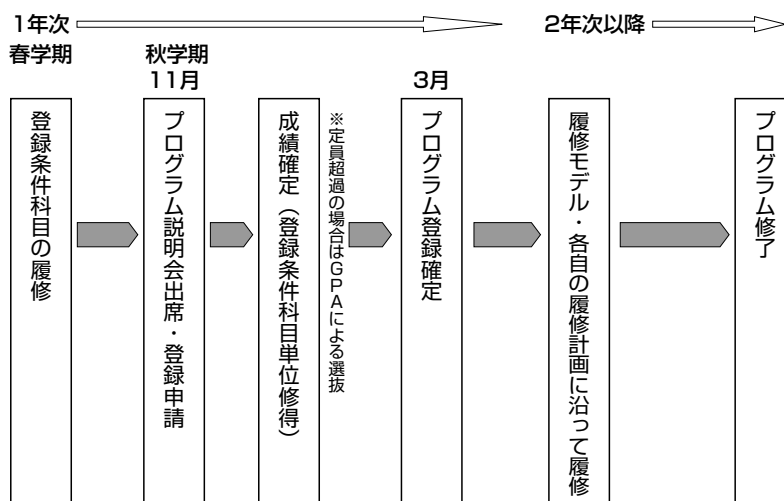 1年次
2年次以降
春学期
秋学期
11月
3月
登録条件科目の履修
プログラム説明会出席・登録申請
成績確定（登録条件科目単位修得）
※定員超過の場合はGPAによる選抜
プログラム登録確定
履修モデル・各自の履修計画に沿って履修
プログラム修了